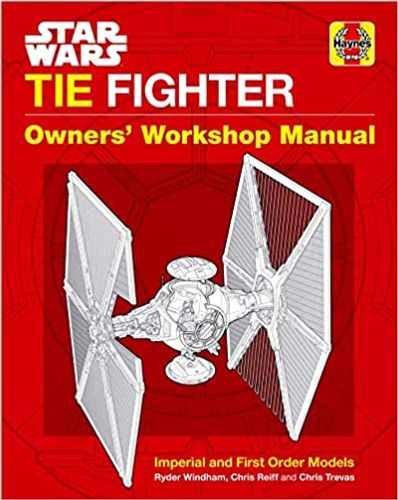 STAR
WARS
Haynes
TIE FIGHTER
Owners' Workshop Manual
Imperial and First Order Models
Ryder Windham, Chris Reiff and Chris Trevas